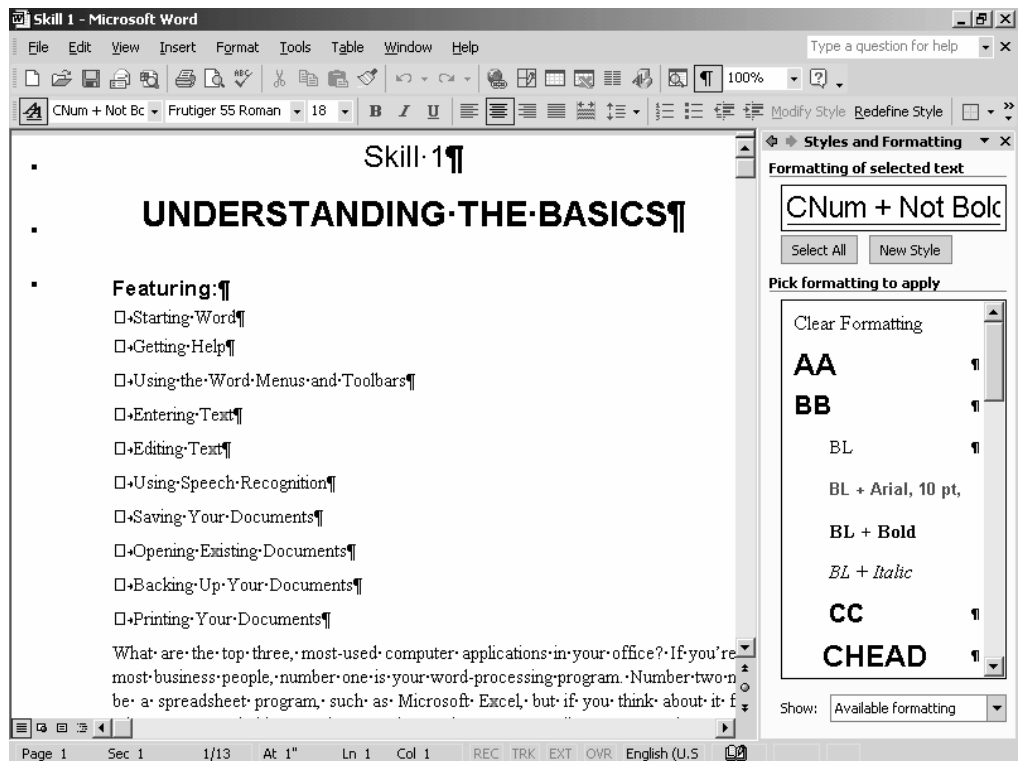 Skill 1 - Microsoft Word
File Edit View Insert Format Tools Table Window Help Type a question for help
ABC ¶ 100% ?
A CNum + Not Bc Frutiger 55 Roman 18 B I U Modify Style Redefine Style »
Skill·1¶
UNDERSTANDING·THE·BASICS¶
Featuring:¶
□→Starting·Word¶
□→Getting·Help¶
□→Using·the·Word·Menus·and·Toolbars¶
□→Entering·Text¶
□→Editing·Text¶
□→Using·Speech·Recognition¶
□→Saving·Your·Documents¶
□→Opening·Existing·Documents¶
□→Backing·Up·Your·Documents¶
□→Printing·Your·Documents¶
What· are· the· top· three,· most-used· computer· applications· in· your· office?· If· you're
most· business· people,· number· one· is· your· word-processing· program.· Number· two
be· a· spreadsheet· program,· such· as· Microsoft· Excel,· but· if· you· think· about· it·
Styles and Formatting
Formatting of selected text
CNum + Not Bold
Select All New Style
Pick formatting to apply
Clear Formatting
AA ¶
BB ¶
BL ¶
BL + Arial, 10 pt,
BL + Bold
BL + Italic
CC ¶
CHEAD ¶
Show: Available formatting
Page 1 Sec 1 1/13 At 1" Ln 1 Col 1 REC TRK EXT OVR English (U.S